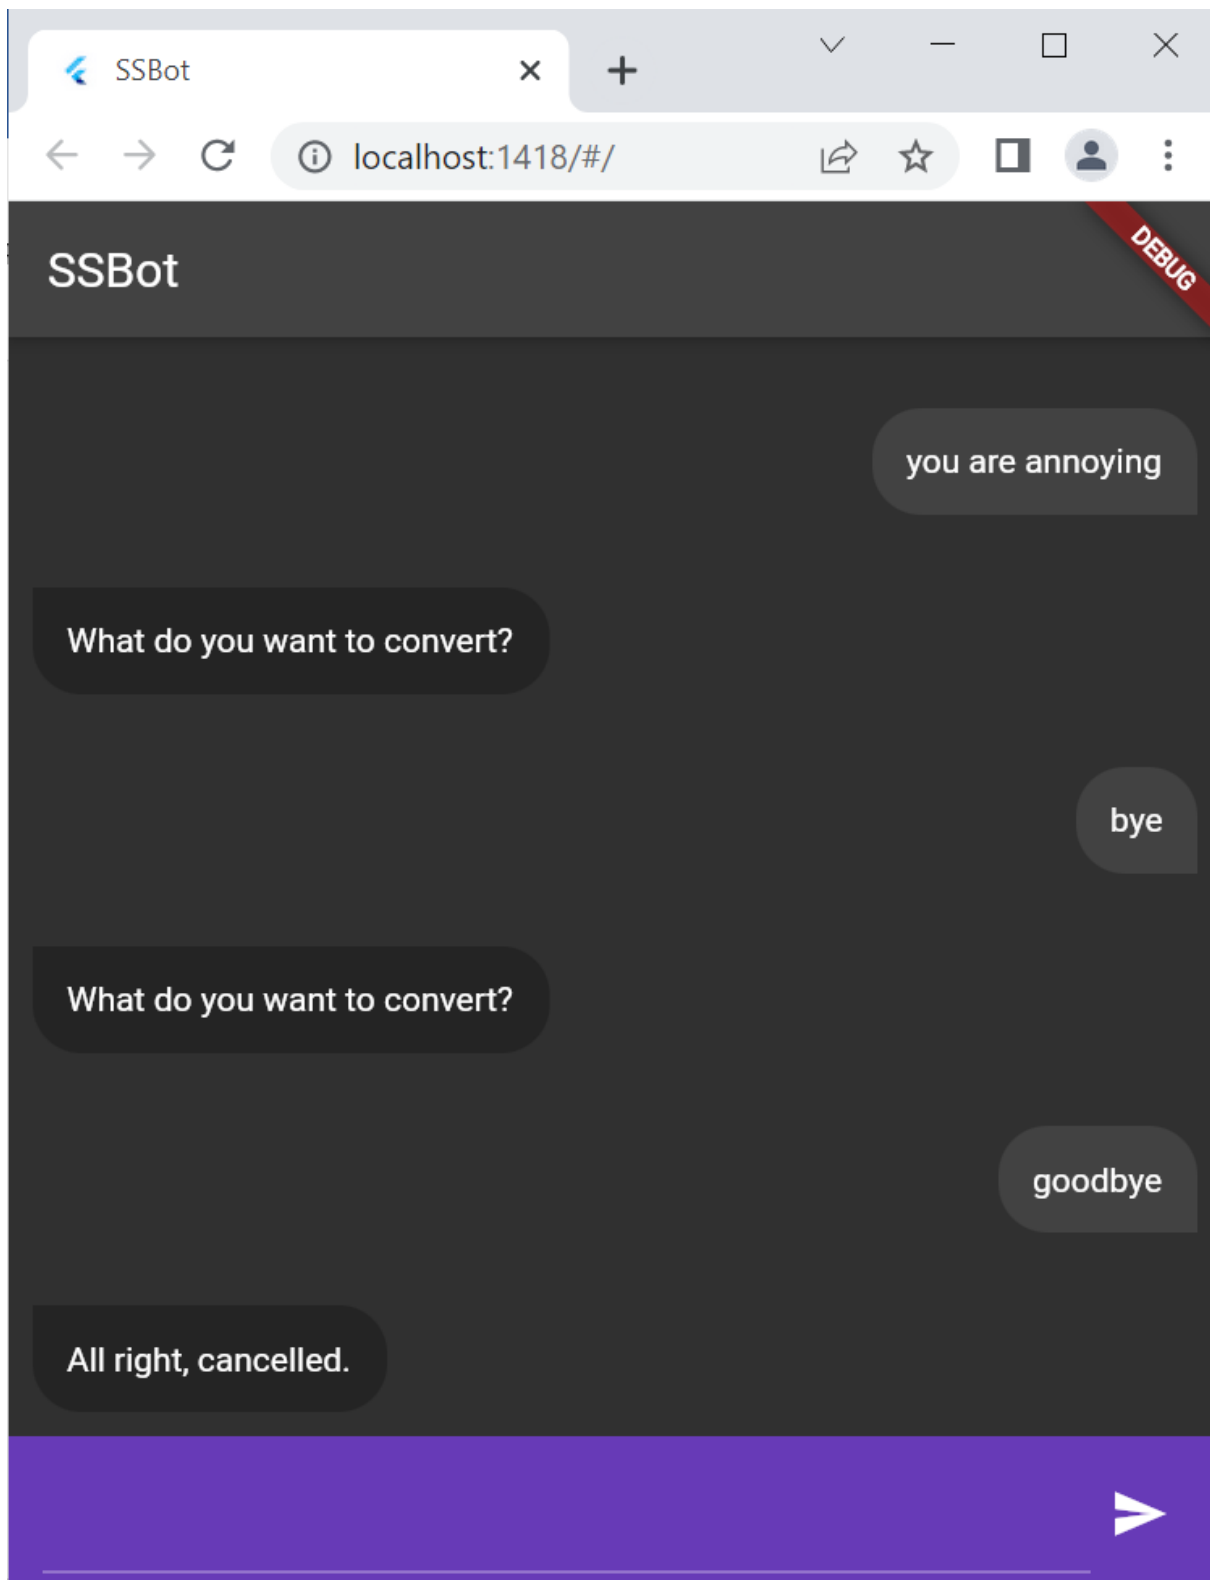 SSBot
localhost:1418/#/
SSBot
DEBUG
you are annoying
What do you want to convert?
bye
What do you want to convert?
goodbye
All right, cancelled.